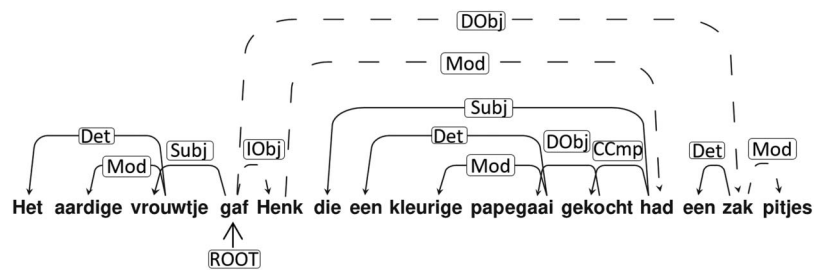 DObj
Mod
Subj
Det Subj IObj Det DObj CCmp Det Mod
Mod Mod
Het aardige vrouwtje gaf Henk die een kleurige papegaai gekocht had een zak pitjes
ROOT